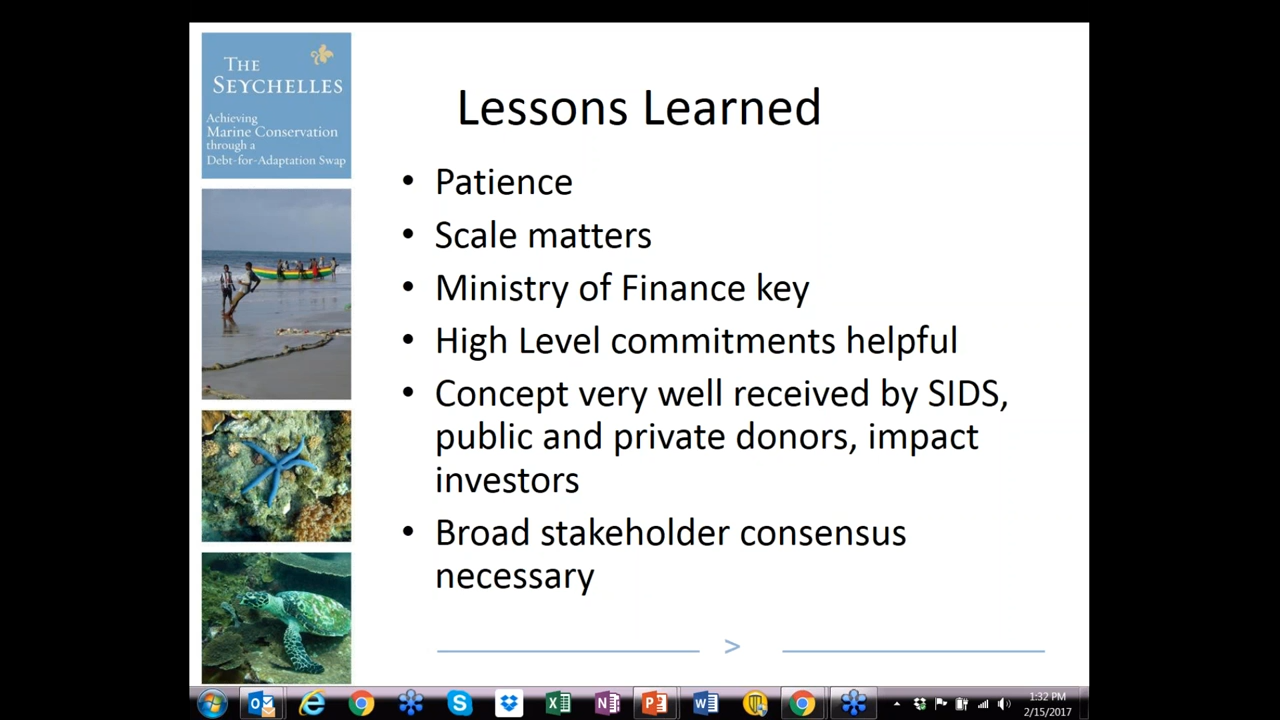 THE
SEYCHELLES
Achieving
Marine Conservation
through a
Debt-for-Adaptation Swap
Lessons Learned
• Patience
• Scale matters
• Ministry of Finance key
• High Level commitments helpful
• Concept very well received by SIDS,
public and private donors, impact
investors
• Broad stakeholder consensus
necessary
>
1:32 PM
2/15/2017